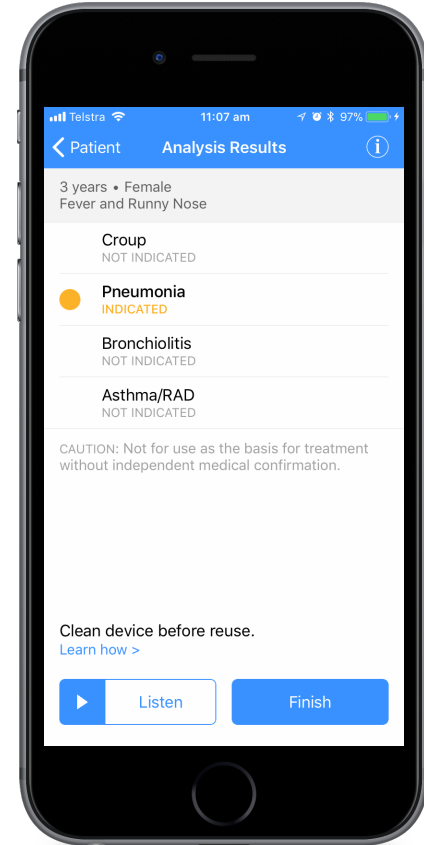 Telstra 11:07 am 97%
Patient Analysis Results i
3 years • Female
Fever and Runny Nose
Croup
NOT INDICATED
Pneumonia
INDICATED
Bronchiolitis
NOT INDICATED
Asthma/RAD
NOT INDICATED
CAUTION: Not for use as the basis for treatment
without independent medical confirmation.
Clean device before reuse.
Learn how >
Listen Finish